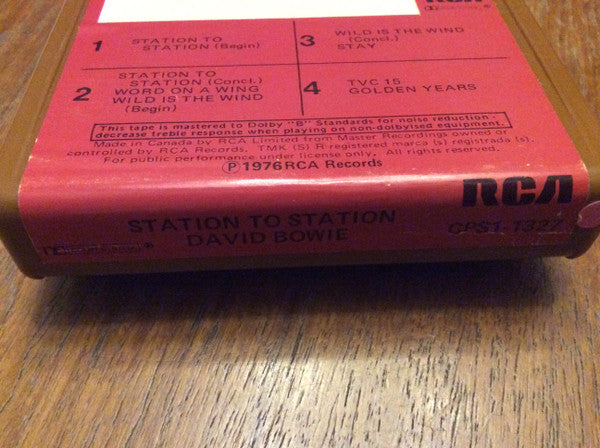 RCA
1 STATION TO
STATION (Begin)
2 STATION TO
STATION (Concl.)
WORD ON A WING
WILD IS THE WIND
(Begin)
3 WILD IS THE WIND
(Concl.)
STAY
4 TVC 15
GOLDEN YEARS
This tape is mastered to Dolby "B" Standards for noise reduction -
decrease treble response when playing on non-dolbyised equipment.
Made in Canada by RCA Limited from Master Recordings owned or
controlled by RCA Records. TMK (S) R registered marca (s) registrada (s).
For public performance under license only. All rights reserved.
Ⓟ 1976 RCA Records
RCA
STATION TO STATION
DAVID BOWIE
CPS1-1327